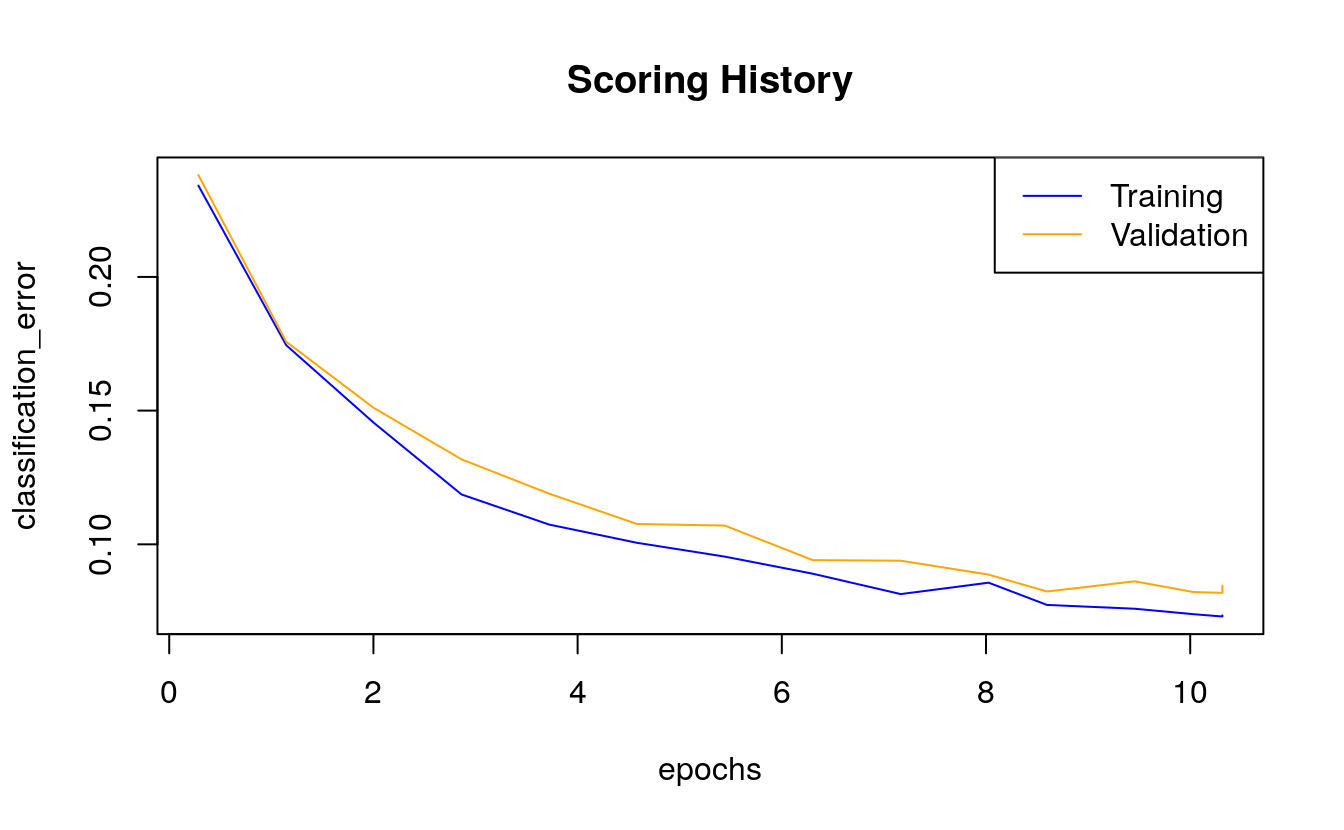 Scoring History
Training
Validation
classification_error
0.20
0.15
0.10
0 2 4 6 8 10
epochs